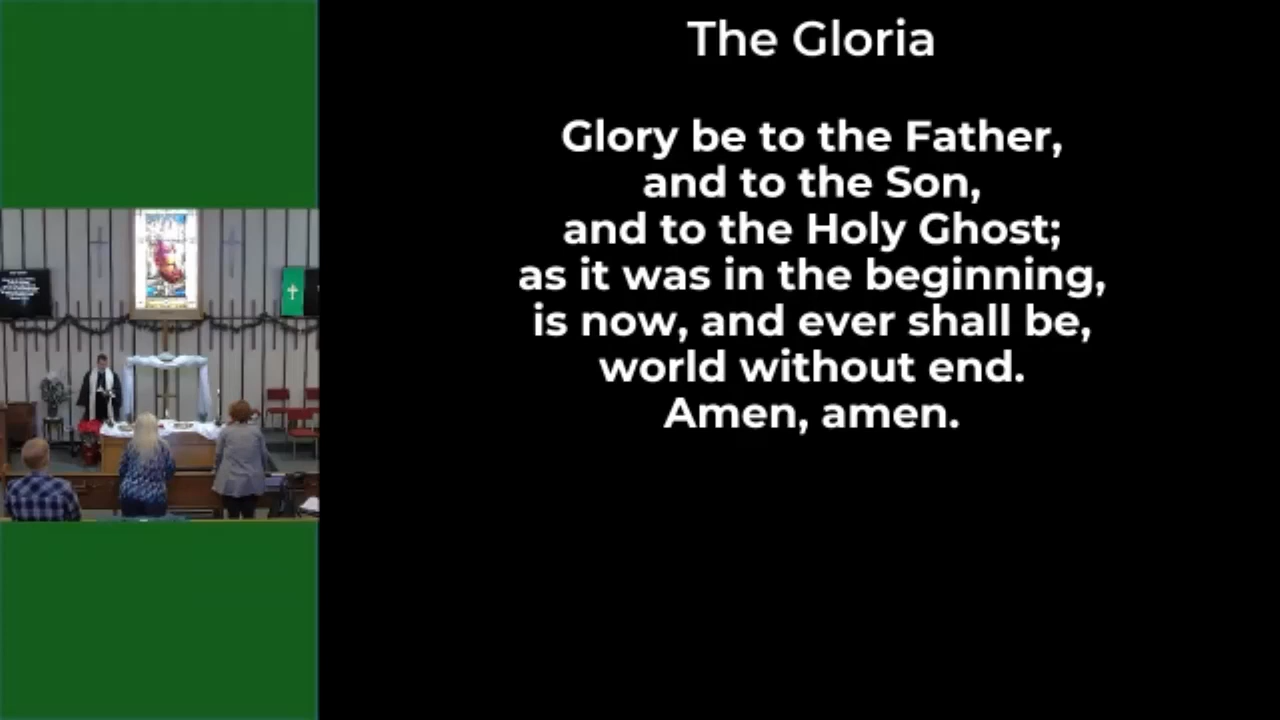 The Gloria
Glory be to the Father,
and to the Son,
and to the Holy Ghost;
as it was in the beginning,
is now, and ever shall be,
world without end.
Amen, amen.